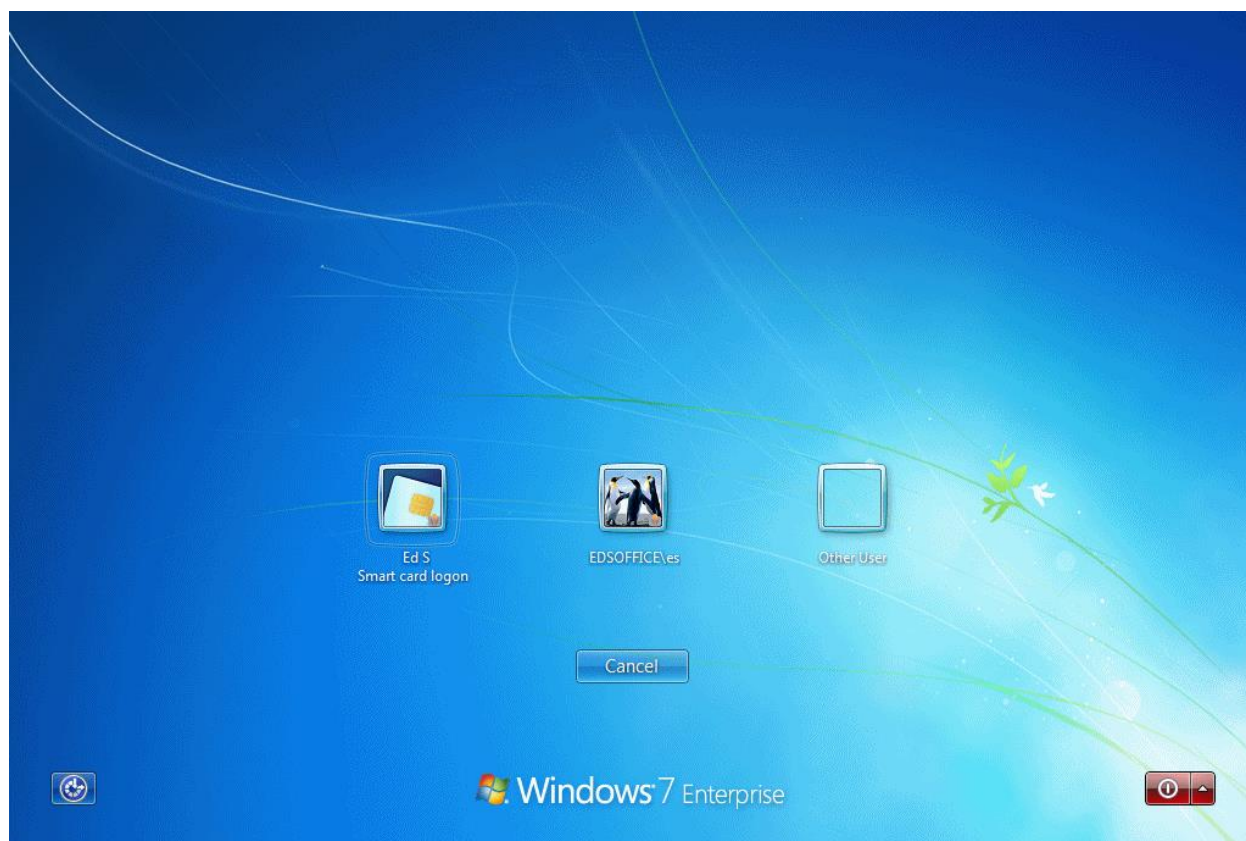 Ed S
Smart card logon
EDSOFFICE\es
Other User
Cancel
Windows 7 Enterprise